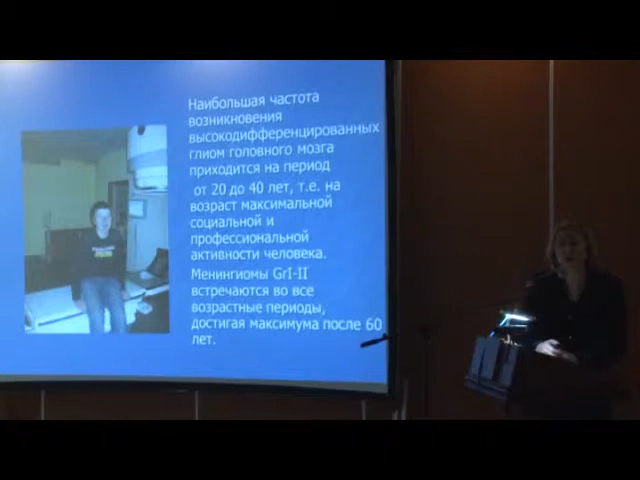 Наибольшая частота
возникновения
высокодифференцированных
глиом головного мозга
приходится на период
от 20 до 40 лет, т.е. на
возраст максимальной
социальной и
профессиональной
активности человека.
Менингиомы GrI-II
встречаются во все
возрастные периоды,
достигая максимума после 60
лет.